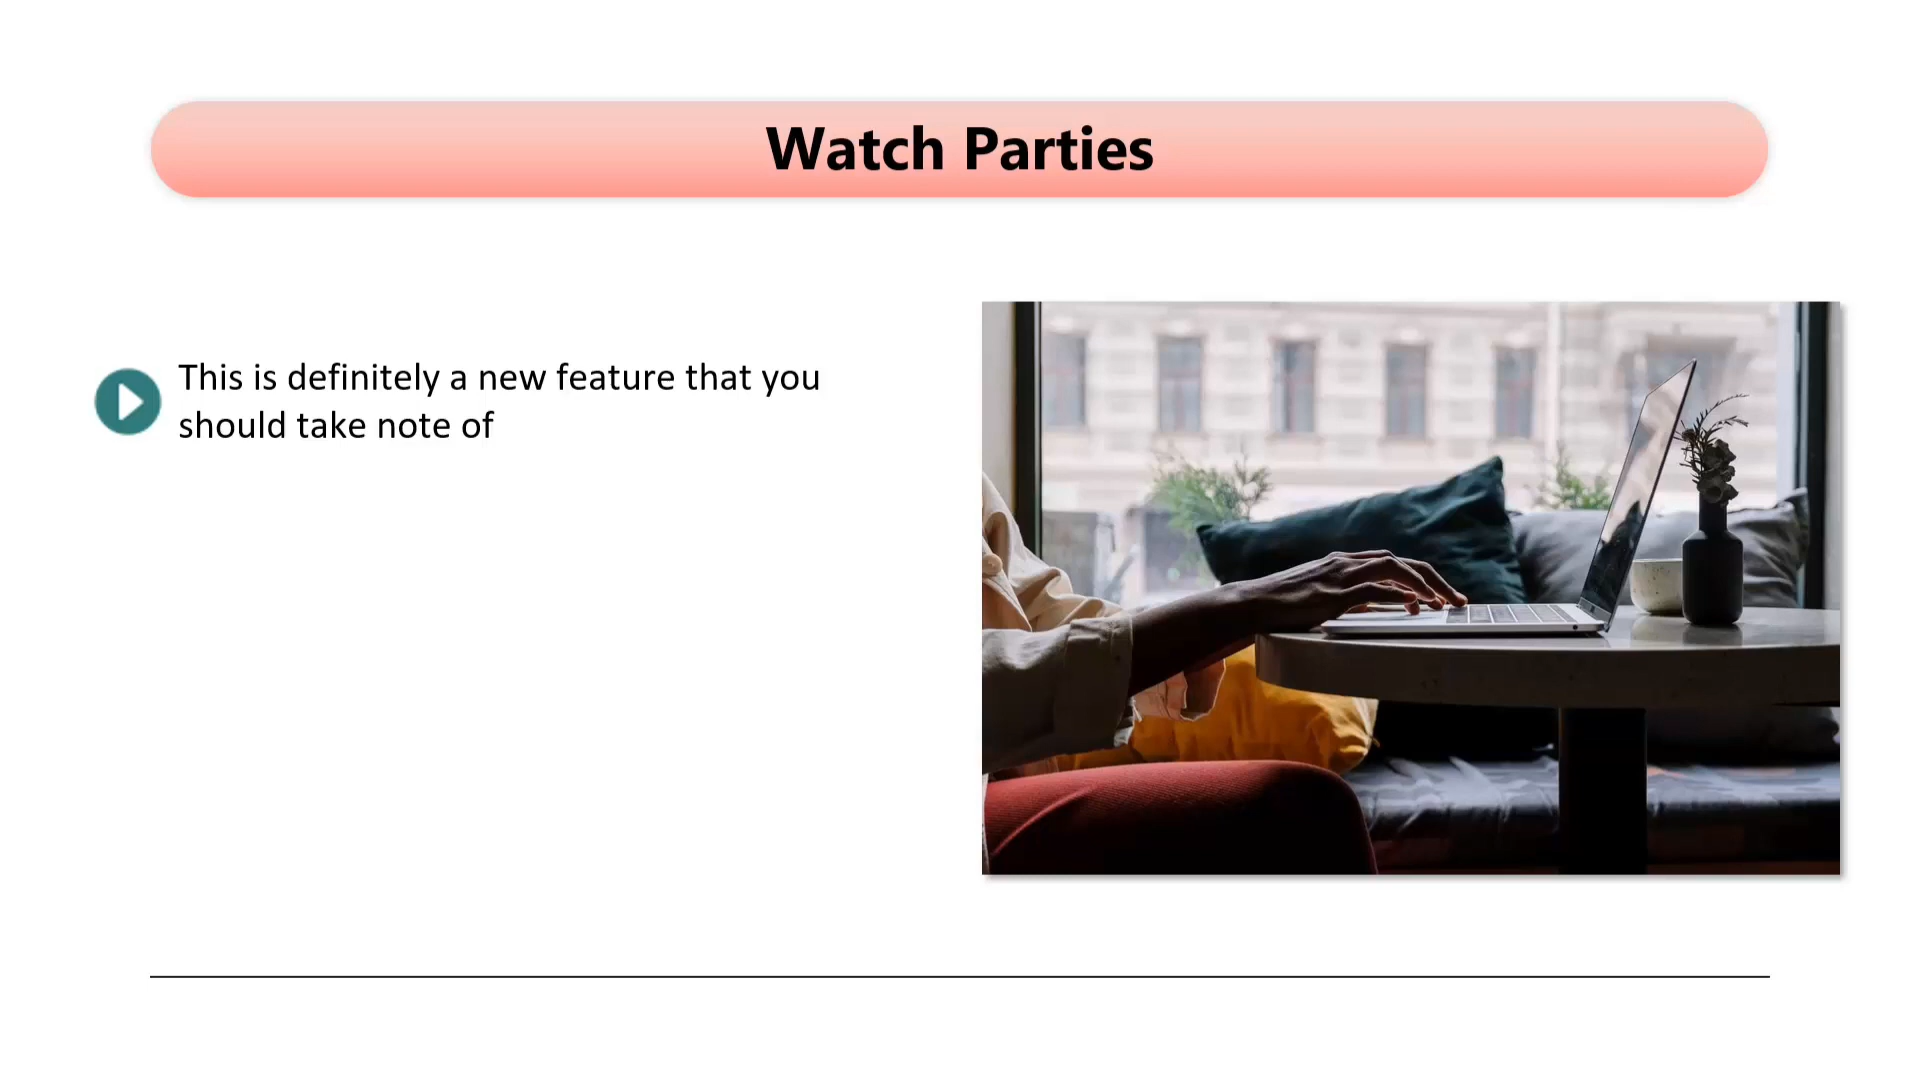 Watch Parties
This is definitely a new feature that you
should take note of